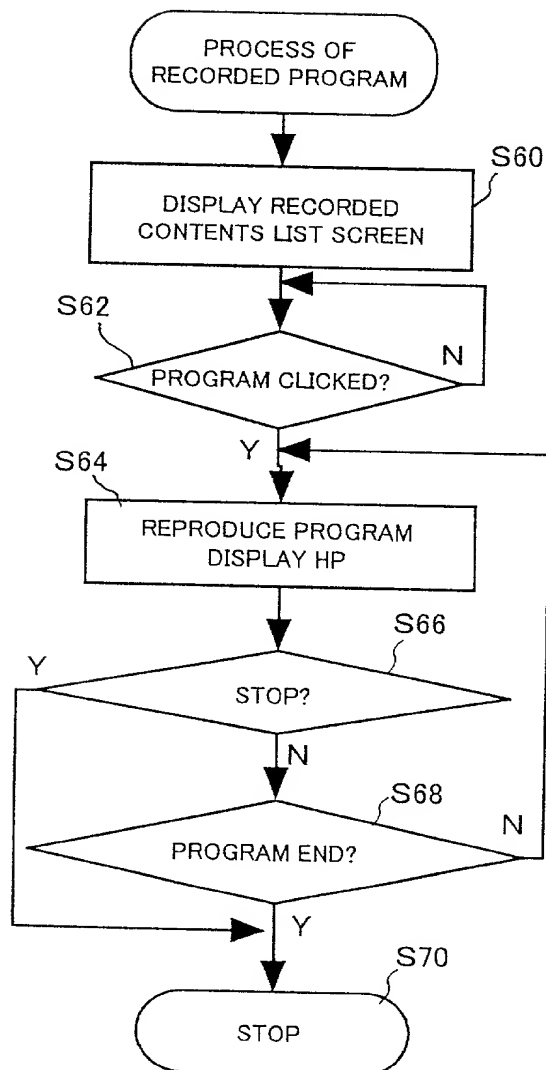 PROCESS OF
RECORDED PROGRAM
S60
DISPLAY RECORDED
CONTENTS LIST SCREEN
S62
N
PROGRAM CLICKED?
Y
S64
REPRODUCE PROGRAM
DISPLAY HP
S66
Y
STOP?
N
S68
N
PROGRAM END?
Y
S70
STOP